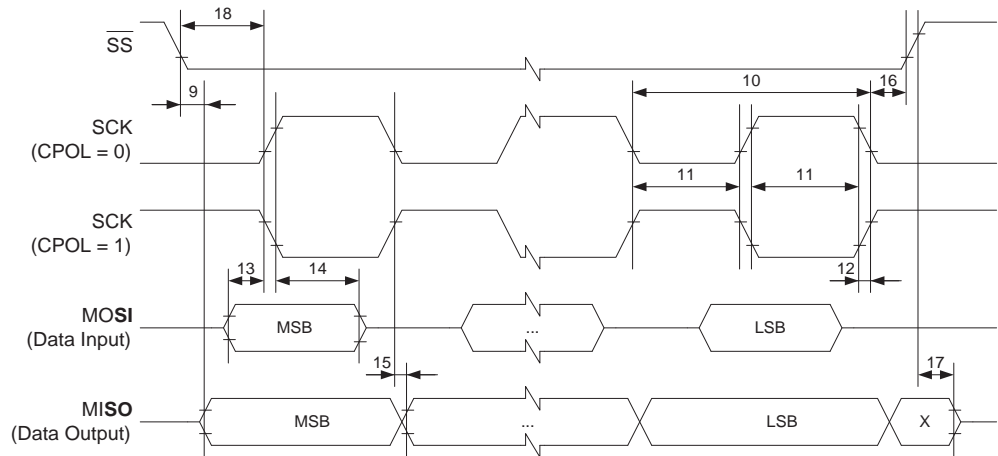 18
SS
10
16
9
SCK
(CPOL = 0)
11
11
SCK
(CPOL = 1)
13
14
12
MOSI
(Data Input)
MSB
...
LSB
15
17
MISO
(Data Output)
MSB
...
LSB
X